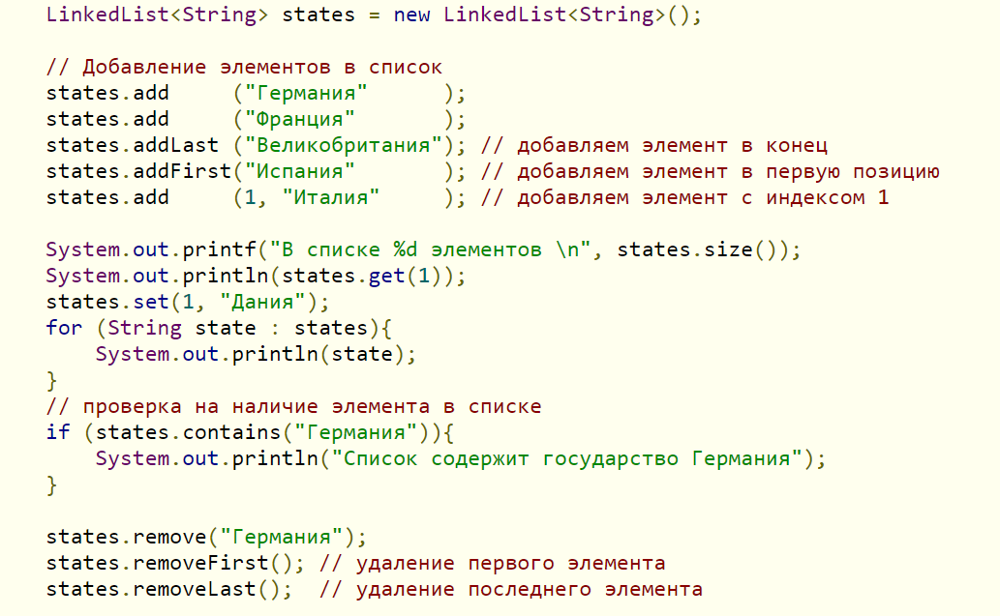 LinkedList<String> states = new LinkedList<String>();
// Добавление элементов в список
states.add     ("Германия"      );
states.add     ("Франция"       );
states.addLast ("Великобритания"); // добавляем элемент в конец
states.addFirst("Испания"       ); // добавляем элемент в первую позицию
states.add     (1, "Италия"     ); // добавляем элемент с индексом 1
System.out.printf("В списке %d элементов \n", states.size());
System.out.println(states.get(1));
states.set(1, "Дания");
for (String state : states){
    System.out.println(state);
}
// проверка на наличие элемента в списке
if (states.contains("Германия")){
    System.out.println("Список содержит государство Германия");
}
states.remove("Германия");
states.removeFirst(); // удаление первого элемента
states.removeLast();  // удаление последнего элемента